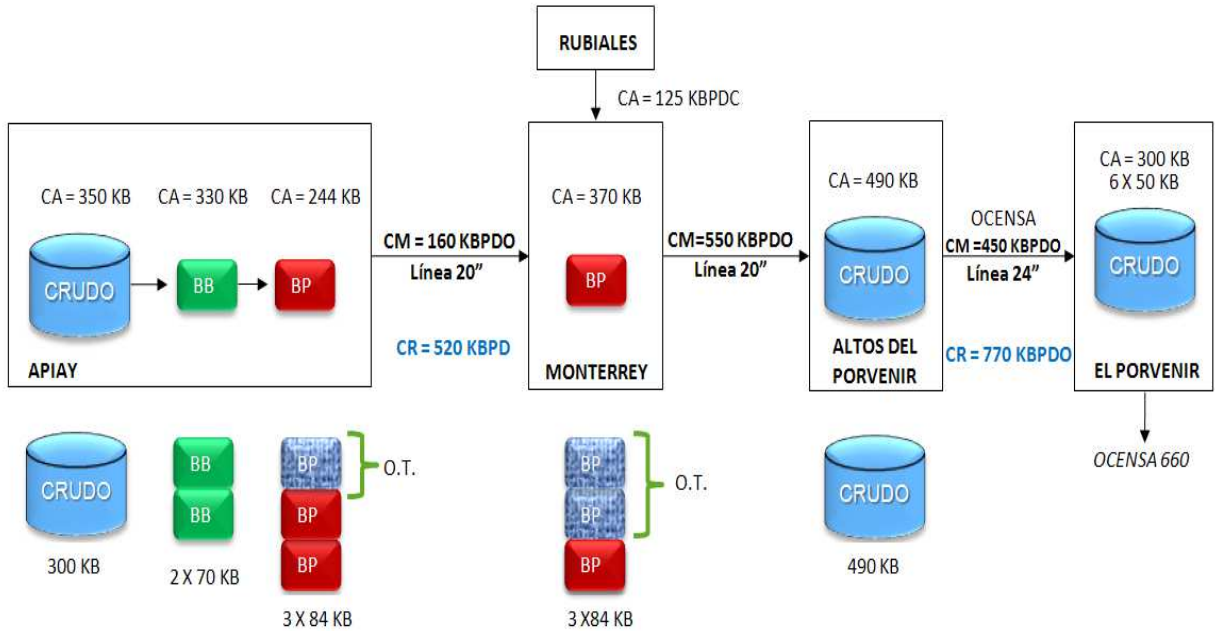 RUBIALES
CA = 125 KBPDC
CA = 350 KB
CA = 330 KB
CA = 244 KB
CRUDO
BB
BP
APIAY
CM = 160 KBPDO
Línea 20”
CR = 520 KBPD
CA = 370 KB
BP
MONTERREY
CM=550 KBPDO
Línea 20”
CA = 490 KB
CRUDO
ALTOS DEL
PORVENIR
OCENSA
CM =450 KBPDO
Línea 24”
CR = 770 KBPDO
CA = 300 KB
6 X 50 KB
CRUDO
EL PORVENIR
OCENSA 660
CRUDO
300 KB
BB
BB
2 X 70 KB
BP
BP
BP
O.T.
3 X 84 KB
BP
BP
BP
O.T.
3 X84 KB
CRUDO
490 KB